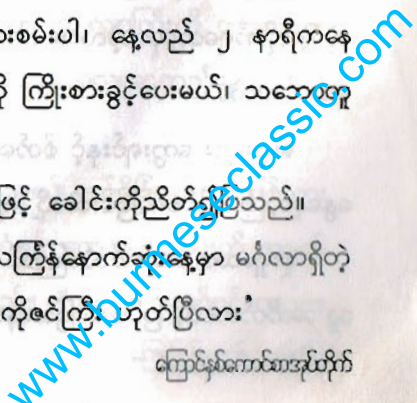 းစမ်းပါ၊ နေ့လည် ၂ နာရီကနေ
ို ကြိုးစားခွင့်ပေးမယ်၊ သဘောတူ
ဖြင့် ခေါင်းကိုညိတ်၍ပြသည်။
သင်္ကြန်နောက်ဆုံးနေ့မှာ မင်္ဂလာရှိတဲ့
ကိုဇင်ကြီး ဟုတ်ပြီလား"
ကြောင်နှစ်ကောင်စာအုပ်တိုက်
www.burmeseclassic.com